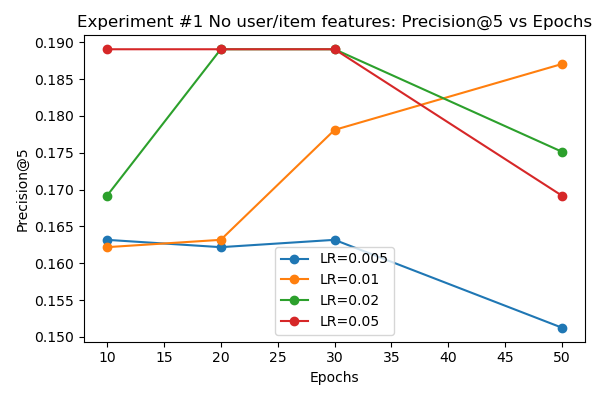 Experiment #1 No user/item features: Precision@5 vs Epochs
0.190
0.185
0.180
0.175
0.170
0.165
0.160
0.155
0.150
Precision@5
LR=0.005
LR=0.01
LR=0.02
LR=0.05
10 15 20 25 30 35 40 45 50
Epochs